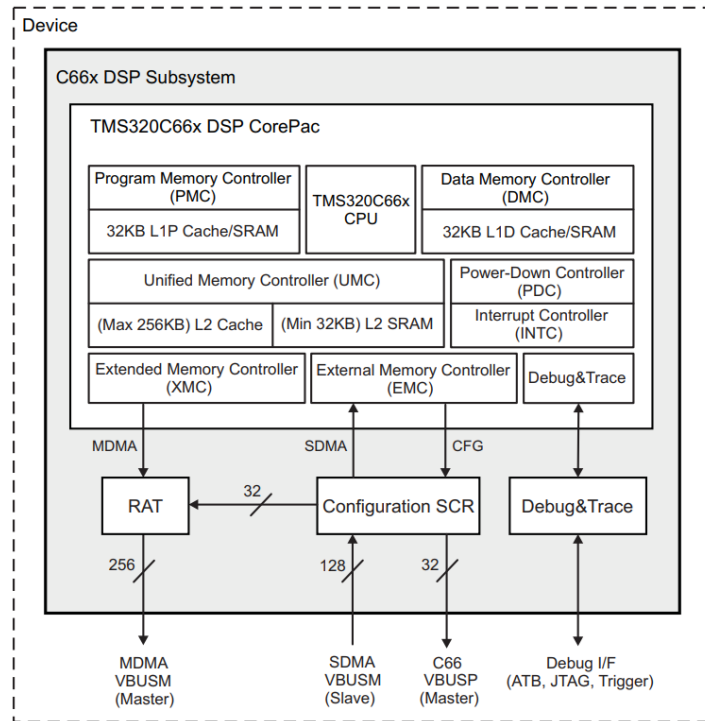 Device
C66x DSP Subsystem
TMS320C66x DSP CorePac
Program Memory Controller
(PMC)
32KB L1P Cache/SRAM
TMS320C66x
CPU
Data Memory Controller
(DMC)
32KB L1D Cache/SRAM
Unified Memory Controller (UMC)
(Max 256KB) L2 Cache
(Min 32KB) L2 SRAM
Power-Down Controller
(PDC)
Interrupt Controller
(INTC)
Extended Memory Controller
(XMC)
External Memory Controller
(EMC)
Debug&Trace
MDMA
SDMA
CFG
RAT
32
Configuration SCR
Debug&Trace
256
128
32
MDMA
VBUSM
(Master)
SDMA
VBUSM
(Slave)
C66
VBUSP
(Master)
Debug I/F
(ATB, JTAG, Trigger)